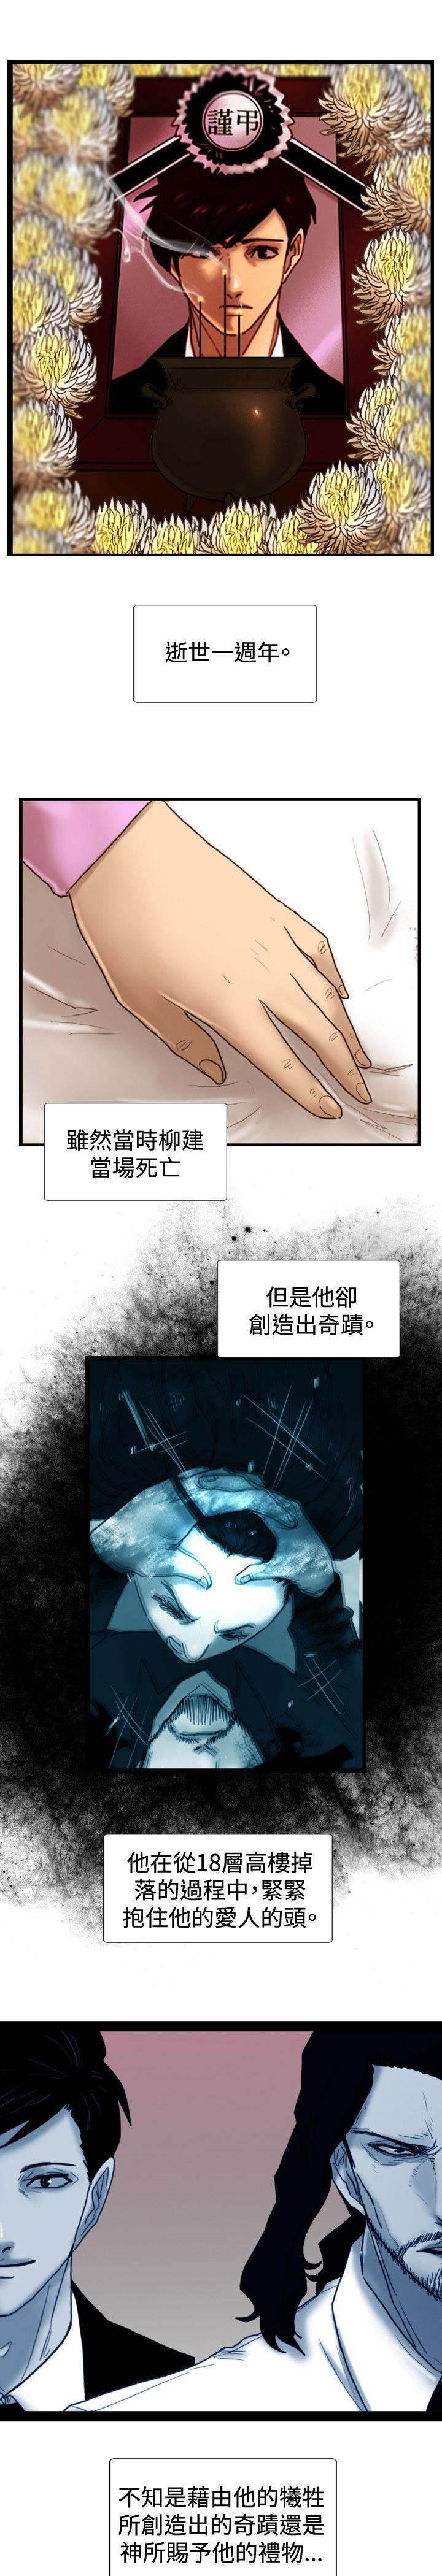 謹弔
逝世一週年。
雖然當時柳建
當場死亡
但是他卻
創造出奇蹟。
他在從18層高樓掉
落的過程中，緊緊
抱住他的愛人的頭。
不知是藉由他的犧牲
所創造出的奇蹟還是
神所賜予他的禮物...